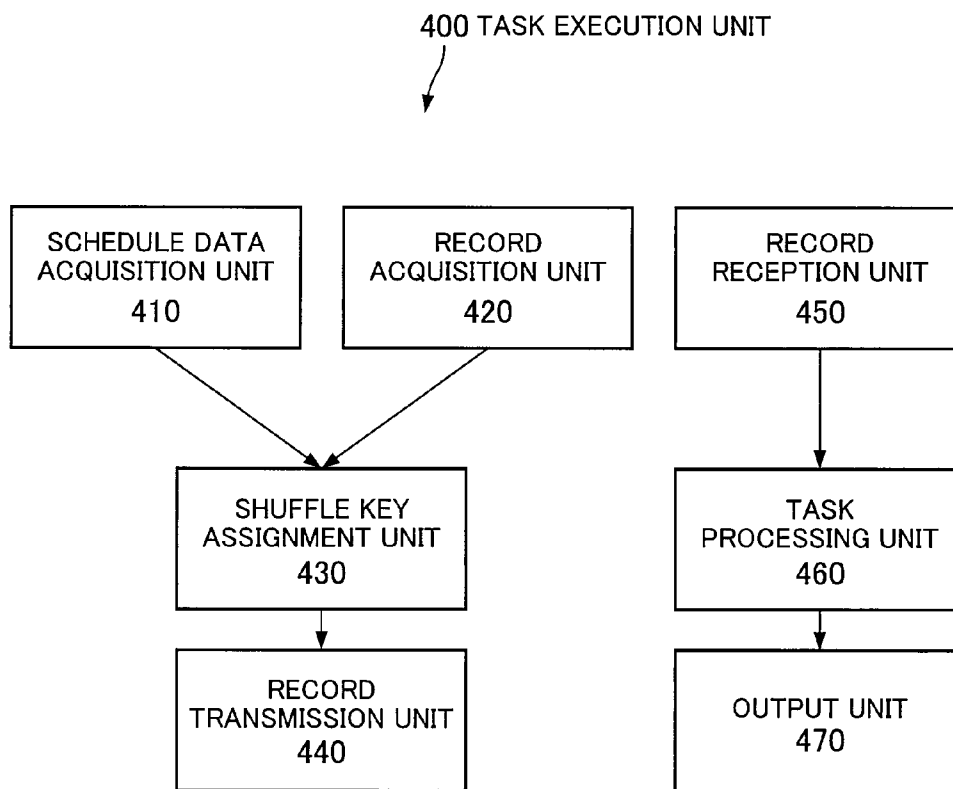 400 TASK EXECUTION UNIT
SCHEDULE DATA
ACQUISITION UNIT
410
RECORD
ACQUISITION UNIT
420
RECORD
RECEPTION UNIT
450
SHUFFLE KEY
ASSIGNMENT UNIT
430
TASK
PROCESSING UNIT
460
RECORD
TRANSMISSION UNIT
440
OUTPUT UNIT
470